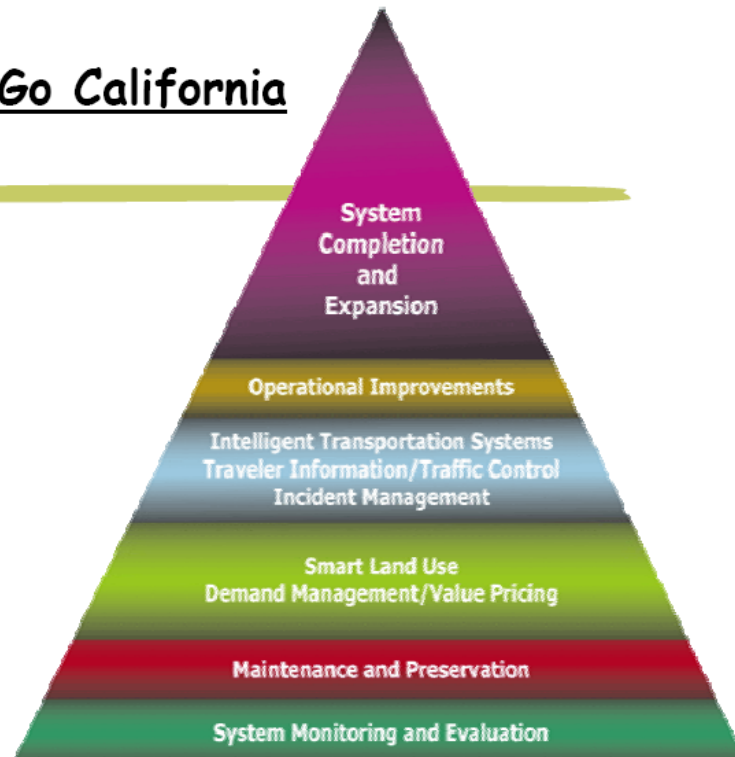 Go California
System
Completion
and
Expansion
Operational Improvements
Intelligent Transportation Systems
Traveler Information/Traffic Control
Incident Management
Smart Land Use
Demand Management/Value Pricing
Maintenance and Preservation
System Monitoring and Evaluation